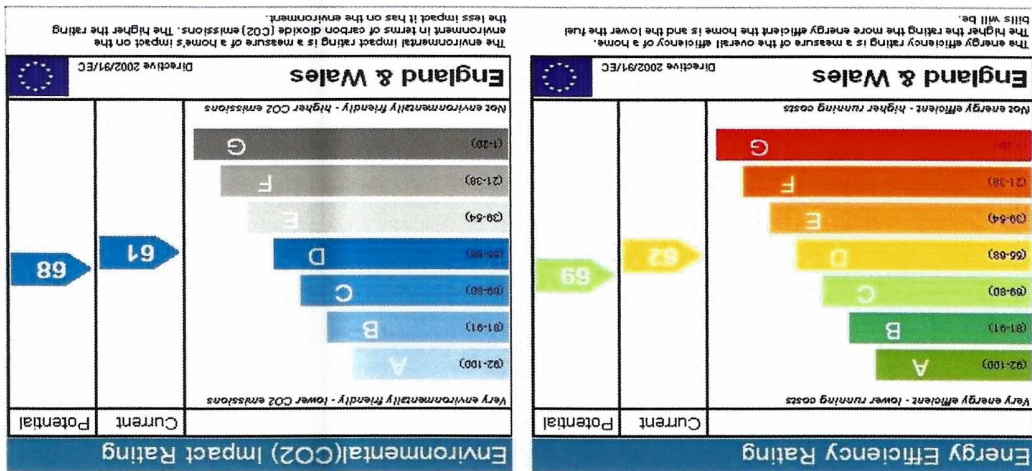 Energy Efficiency Rating
Current
Potential
Very energy efficient - lower running costs
(92-100) A
(81-91) B
(69-80) C
(55-68) D
(39-54) E
(21-38) F
G
Not energy efficient - higher running costs
62
69
England & Wales
Directive 2002/91/EC
The energy efficiency rating is a measure of the overall efficiency of a home.
The higher the rating the more energy efficient the home is and the lower the fuel
bills will be.
Environmental(CO2) Impact Rating
Current
Potential
Very environmentally friendly - lower CO2 emissions
(92-100) A
(81-91) B
(69-80) C
(55-68) D
(39-54) E
(21-38) F
(1-20) G
Not environmentally friendly - higher CO2 emissions
61
68
England & Wales
Directive 2002/91/EC
The environmental impact rating is a measure of a home's impact on the
environment in terms of carbon dioxide (CO2) emissions. The higher the rating
the less impact it has on the environment.